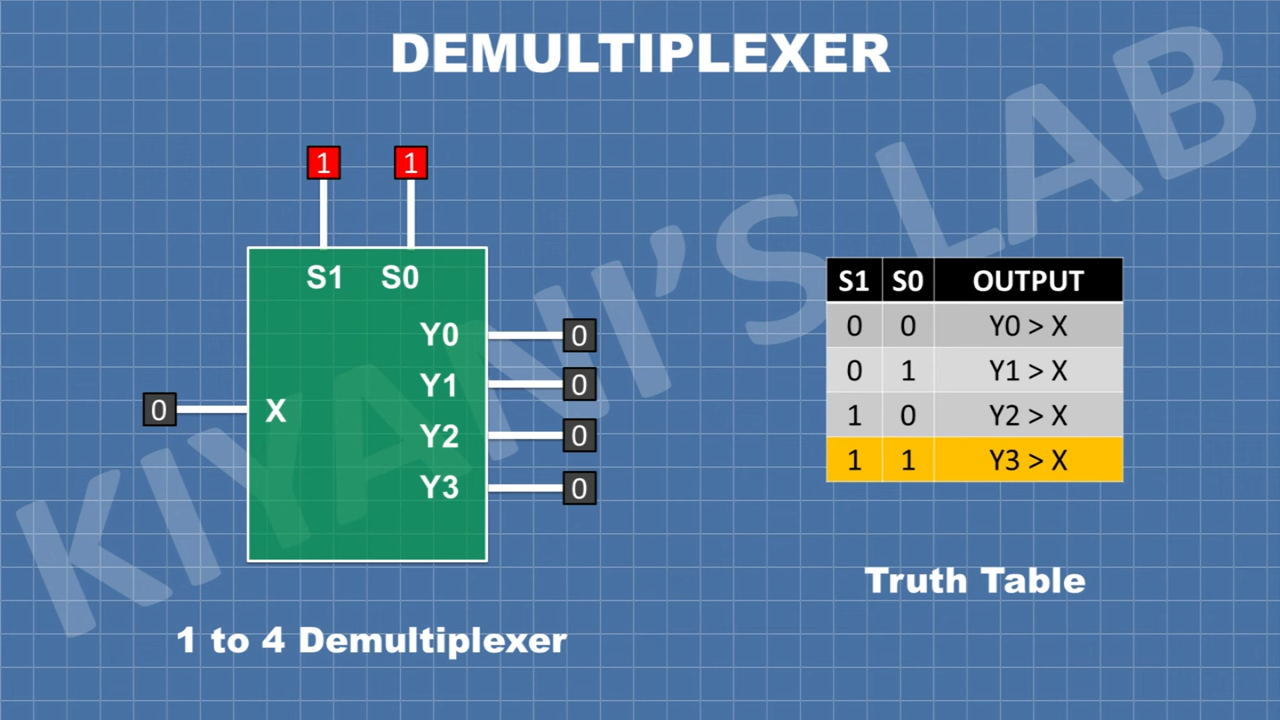 DEMULTIPLEXER
1 1
S1 S0
Y0 0
Y1 0
0 X
Y2 0
Y3 0
1 to 4 Demultiplexer
S1 S0 OUTPUT
0 0 Y0 > X
0 1 Y1 > X
1 0 Y2 > X
1 1 Y3 > X
Truth Table
KIYANI'S LAB